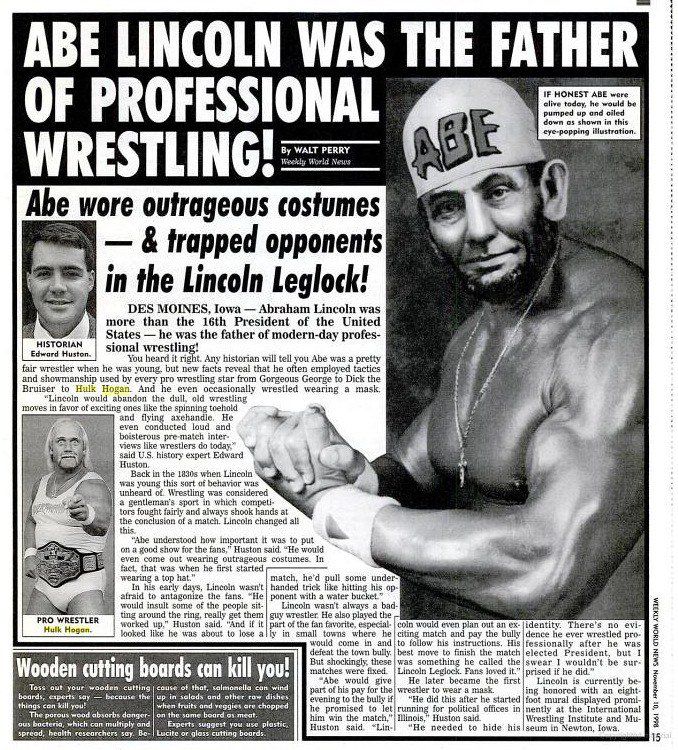 ABE LINCOLN WAS THE FATHER
OF PROFESSIONAL
WRESTLING!
By WALT PERRY
Weekly World News
IF HONEST ABE were
alive today, he would be
pumped up and oiled
down as shown in this
eye-popping illustration.
ABE
Abe wore outrageous costumes
— & trapped opponents
in the Lincoln Leglock!
HISTORIAN
Edward Huston.
DES MOINES, Iowa — Abraham Lincoln was
more than the 16th President of the United
States — he was the father of modern-day profes-
sional wrestling!
You heard it right. Any historian will tell you Abe was a pretty
fair wrestler when he was young, but new facts reveal that he often employed tactics
and showmanship used by every pro wrestling star from Gorgeous George to Dick the
Bruiser to Hulk Hogan. And he even occasionally wrestled wearing a mask.
"Lincoln would abandon the dull, old wrestling
moves in favor of exciting ones like the spinning toehold
and flying axehandle. He
even conducted loud and
boisterous pre-match inter-
views like wrestlers do today,"
said U.S. history expert Edward
Huston.
Back in the 1830s when Lincoln
was young this sort of behavior was
unheard of. Wrestling was considered
a gentleman's sport in which competi-
tors fought fairly and always shook hands at
the conclusion of a match. Lincoln changed all
this.
"Abe understood how important it was to put
on a good show for the fans," Huston said. "He would
even come out wearing outrageous costumes. In
fact, that was when he first started
wearing a top hat."
In his early days, Lincoln wasn't
afraid to antagonize the fans. "He
would insult some of the people sit-
ting around the ring, really get them
worked up," Huston said. "And if it
looked like he was about to lose a
PRO WRESTLER
Hulk Hogan.
match, he'd pull some under-
handed trick like hitting his op-
ponent with a water bucket."
Lincoln wasn't always a bad-
guy wrestler. He also played the
part of the fan favorite, especial-
ly in small towns where he
would come in and
defeat the town bully.
But shockingly, these
matches were fixed.
"Abe would give
part of his pay for the
evening to the bully if
he promised to let
him win the match,"
Huston said. "Lin-
coln would even plan out an ex-
citing match and pay the bully
to follow his instructions. His
best move to finish the match
was something he called the
Lincoln Leglock. Fans loved it."
He later became the first
wrestler to wear a mask.
"He did this after he started
running for political offices in
Illinois," Huston said.
"He needed to hide his
identity. There's no evi-
dence he ever wrestled pro-
fessionally after he was
elected President, but I
swear I wouldn't be sur-
prised if he did."
Lincoln is currently be-
ing honored with an eight-
foot mural displayed promi-
nently at the International
Wrestling Institute and Mu-
seum in Newton, Iowa.
Wooden cutting boards can kill you!
Toss out your wooden cutting
boards, experts say — because the
things can kill you!
The porous wood absorbs danger-
ous bacteria, which can multiply and
spread, health researchers say. Be-
cause of that, salmonella can wind
up in salads and other raw dishes
when fruits and veggies are chopped
on the same board as meat.
Experts suggest you use plastic,
Lucite or glass cutting boards.
WEEKLY WORLD NEWS November 10, 1998
15